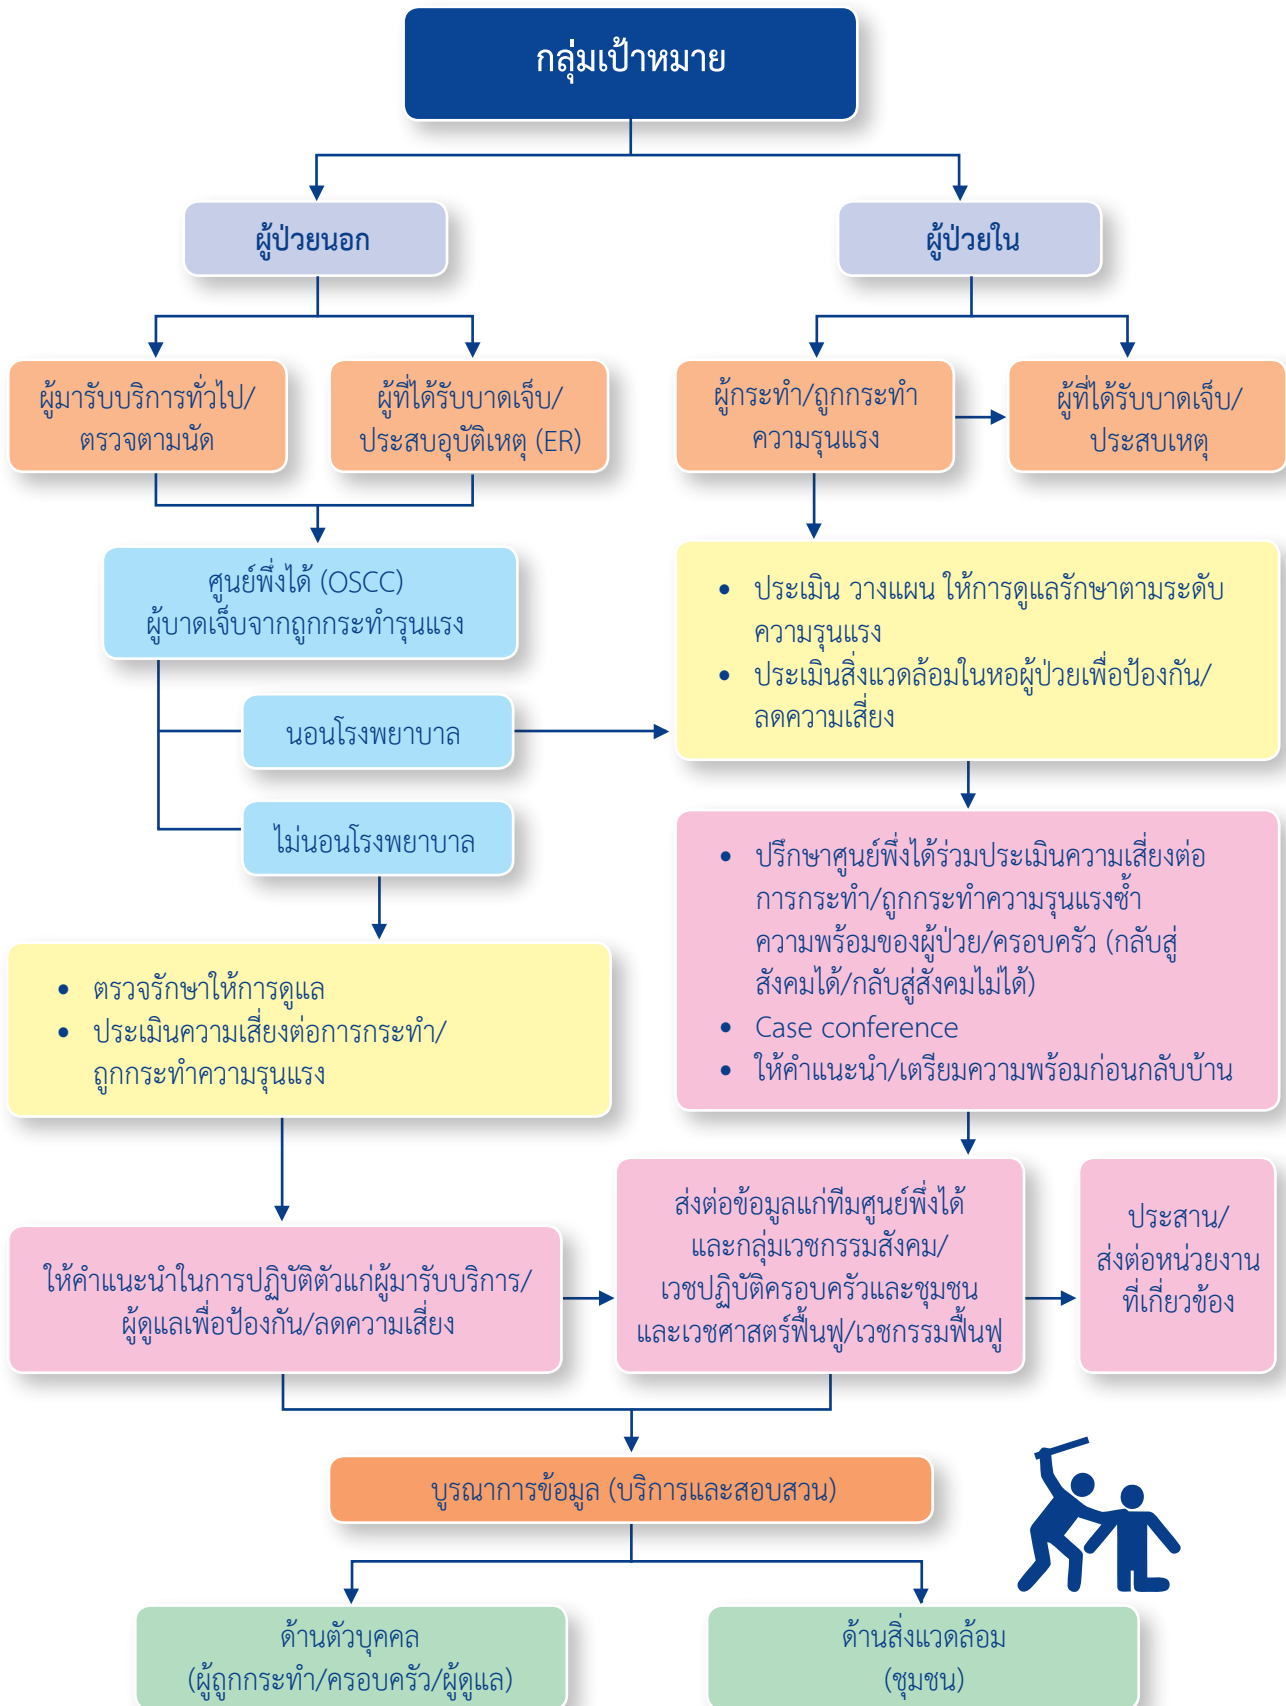 กลุ่มเป้าหมาย
ผู้ป่วยนอก
ผู้ป่วยใน
ผู้มารับบริการทั่วไป/
ตรวจตามนัด
ผู้ที่ได้รับบาดเจ็บ/
ประสบอุบัติเหตุ (ER)
ผู้กระทำ/ถูกกระทำ
ความรุนแรง
ผู้ที่ได้รับบาดเจ็บ/
ประสบเหตุ
ศูนย์พึ่งได้ (OSCC)
ผู้บาดเจ็บจากถูกกระทำรุนแรง
นอนโรงพยาบาล
ไม่นอนโรงพยาบาล
• ประเมิน วางแผน ให้การดูแลรักษาตามระดับ
ความรุนแรง
• ประเมินสิ่งแวดล้อมในหอผู้ป่วยเพื่อป้องกัน/
ลดความเสี่ยง
• ปรึกษาศูนย์พึ่งได้ร่วมประเมินความเสี่ยงต่อ
การกระทำ/ถูกกระทำความรุนแรงซ้ำ
ความพร้อมของผู้ป่วย/ครอบครัว (กลับสู่
สังคมได้/กลับสู่สังคมไม่ได้)
• Case conference
• ให้คำแนะนำ/เตรียมความพร้อมก่อนกลับบ้าน
• ตรวจรักษาให้การดูแล
• ประเมินความเสี่ยงต่อการกระทำ/
ถูกกระทำความรุนแรง
ให้คำแนะนำในการปฏิบัติตัวแก่ผู้มารับบริการ/
ผู้ดูแลเพื่อป้องกัน/ลดความเสี่ยง
ส่งต่อข้อมูลแก่ทีมศูนย์พึ่งได้
และกลุ่มเวชกรรมสังคม/
เวชปฏิบัติครอบครัวและชุมชน
และเวชศาสตร์ฟื้นฟู/เวชกรรมฟื้นฟู
ประสาน/
ส่งต่อหน่วยงาน
ที่เกี่ยวข้อง
บูรณาการข้อมูล (บริการและสอบสวน)
ด้านตัวบุคคล
(ผู้ถูกกระทำ/ครอบครัว/ผู้ดูแล)
ด้านสิ่งแวดล้อม
(ชุมชน)